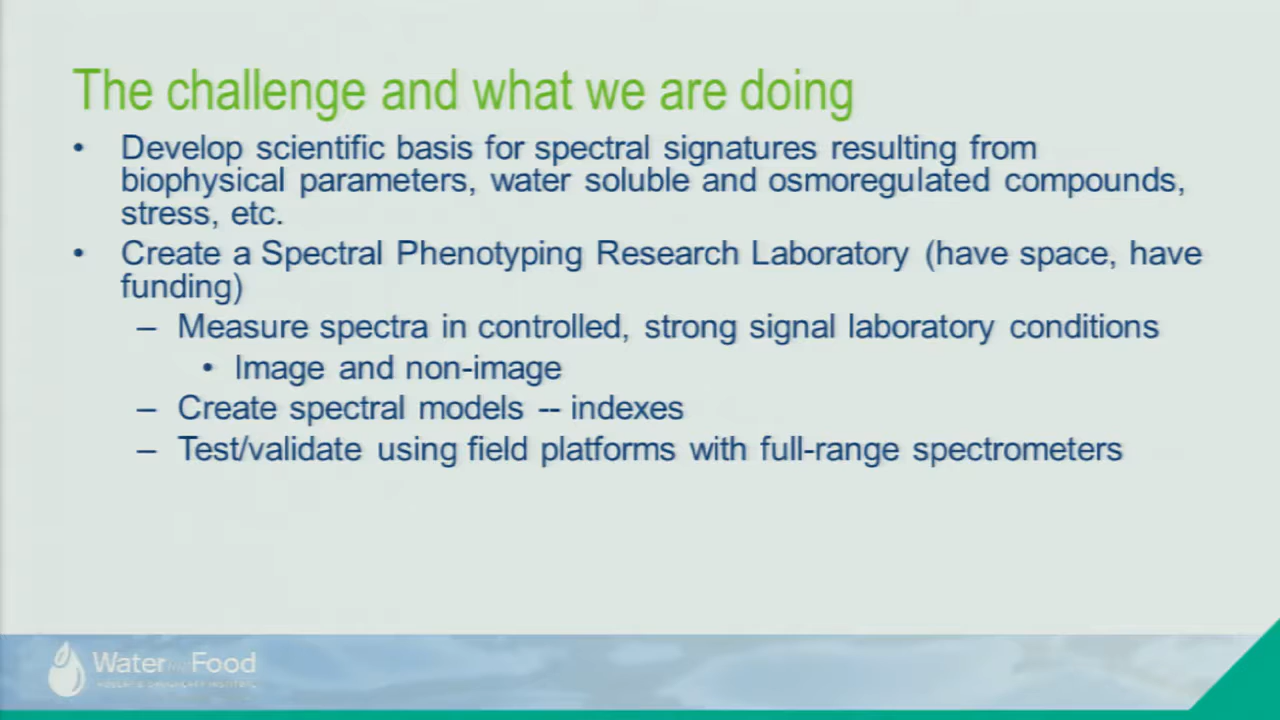 The challenge and what we are doing
• Develop scientific basis for spectral signatures resulting from
biophysical parameters, water soluble and osmoregulated compounds,
stress, etc.
• Create a Spectral Phenotyping Research Laboratory (have space, have
funding)
– Measure spectra in controlled, strong signal laboratory conditions
• Image and non-image
– Create spectral models -- indexes
– Test/validate using field platforms with full-range spectrometers
Water Food